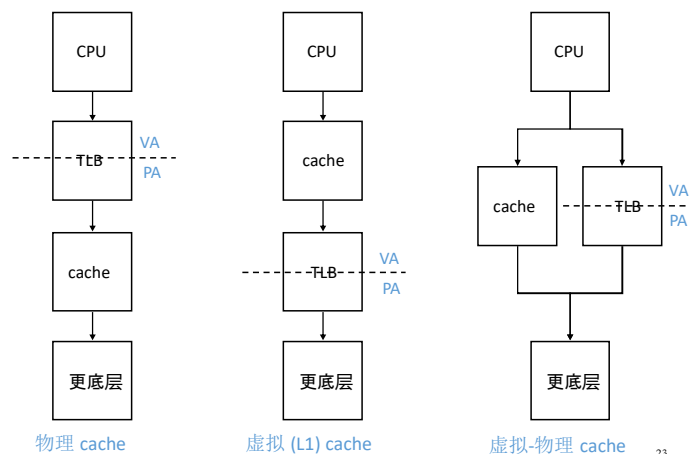 CPU
TLB
VA
PA
cache
更底层
物理 cache
CPU
cache
TLB
VA
PA
更底层
虚拟 (L1) cache
CPU
cache
TLB
VA
PA
更底层
虚拟-物理 cache
23